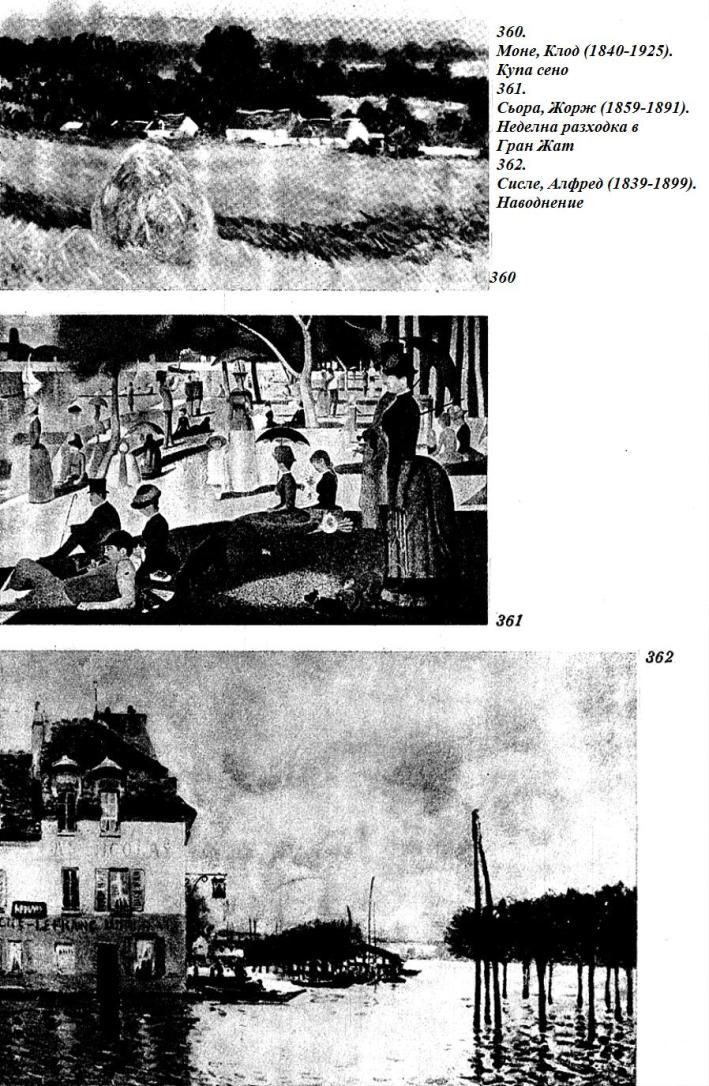 360.
Моне, Клод (1840-1925).
Купа сено
361.
Сьора, Жорж (1859-1891).
Неделна разходка в
Гран Жат
362.
Сисле, Алфред (1839-1899).
Наводнение
360
361
362
NICOLAS